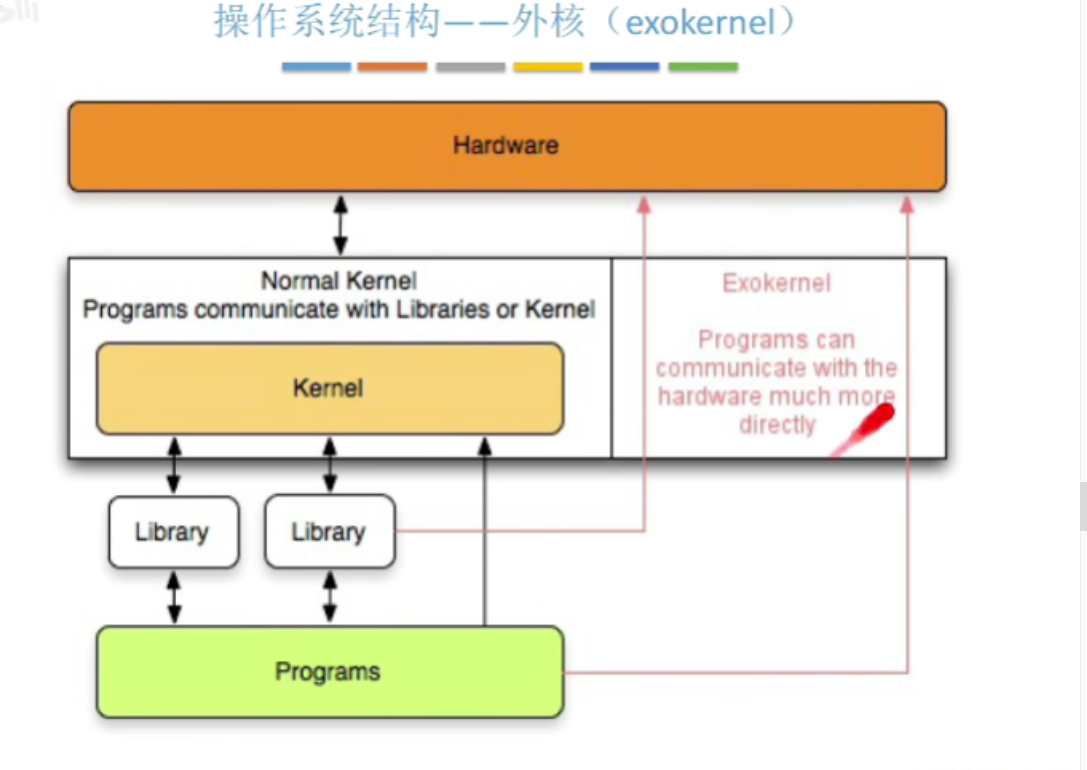 操作系统结构——外核（exokernel）
Hardware
Normal Kernel
Programs communicate with Libraries or Kernel
Kernel
Exokernel
Programs can
communicate with the
hardware much more
directly
Library
Library
Programs